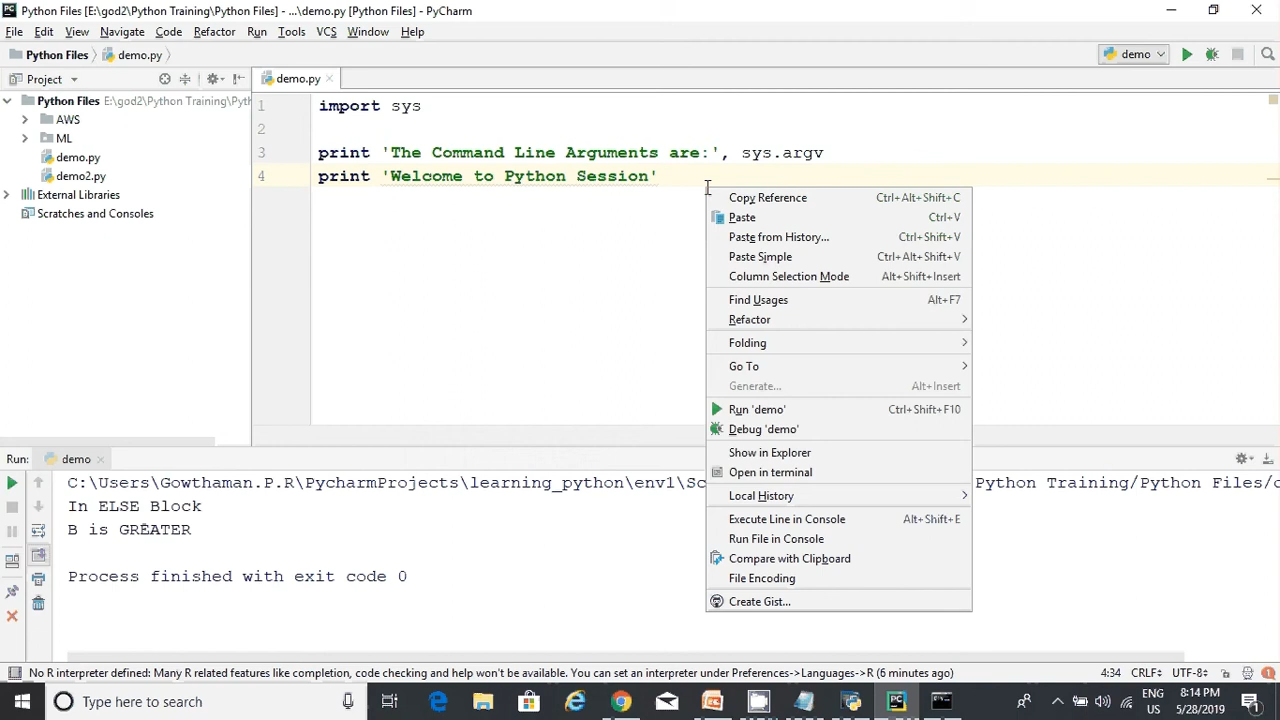 Python Files [E:\god2\Python Training\Python Files] - ...\demo.py [Python Files] - PyCharm
File Edit View Navigate Code Refactor Run Tools VCS Window Help
Python Files demo.py demo
Project demo.py
Python Files E:\god2\Python Training\Pyth
AWS
ML
demo.py
demo2.py
External Libraries
Scratches and Consoles
1 import sys
2
3 print 'The Command Line Arguments are:', sys.argv
4 print 'Welcome to Python Session'
Copy Reference Ctrl+Alt+Shift+C
Paste Ctrl+V
Paste from History... Ctrl+Shift+V
Paste Simple Ctrl+Alt+Shift+V
Column Selection Mode Alt+Shift+Insert
Find Usages Alt+F7
Refactor
Folding
Go To
Generate... Alt+Insert
Run 'demo' Ctrl+Shift+F10
Debug 'demo'
Show in Explorer
Open in terminal
Local History
Execute Line in Console Alt+Shift+E
Run File in Console
Compare with Clipboard
File Encoding
Create Gist...
Run: demo
C:\Users\Gowthaman.P.R\PycharmProjects\learning_python\env1\Sc Python Training/Python Files/
In ELSE Block
B is GREATER
Process finished with exit code 0
No R interpreter defined: Many R related features like completion, code checking and help won't be available. You can set an interpreter under Preferences->Languages->R (6 minutes ago) 4:34 CRLF UTF-8 1
Type here to search
ENG 8:14 PM
US 5/28/2019 1